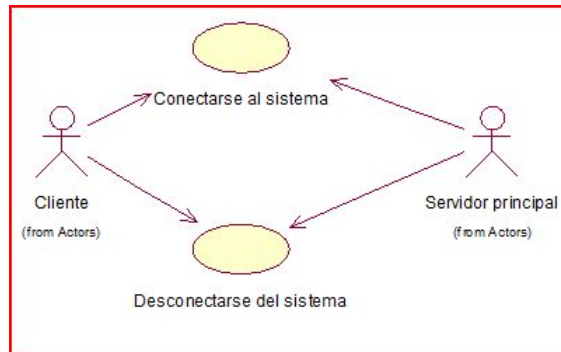 Conectarse al sistema
Cliente
(from Actors)
Servidor principal
(from Actors)
Desconectarse del sistema